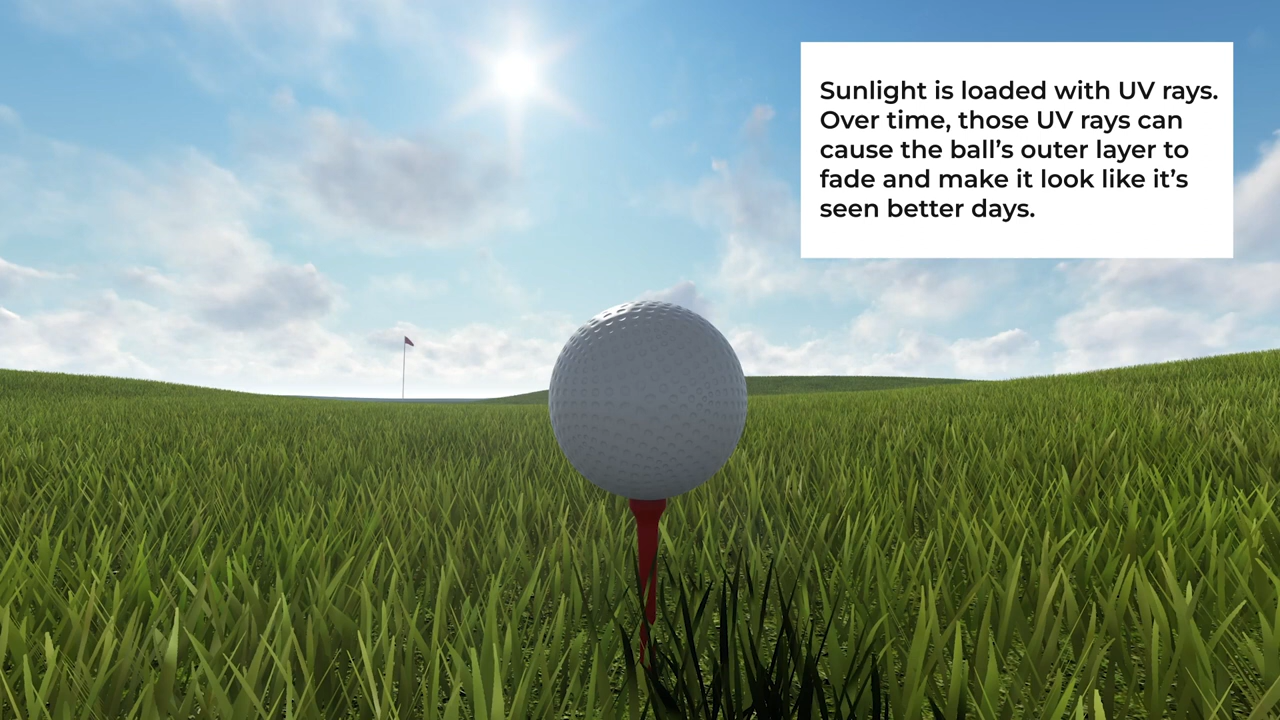 Sunlight is loaded with UV rays.
Over time, those UV rays can
cause the ball’s outer layer to
fade and make it look like it’s
seen better days.